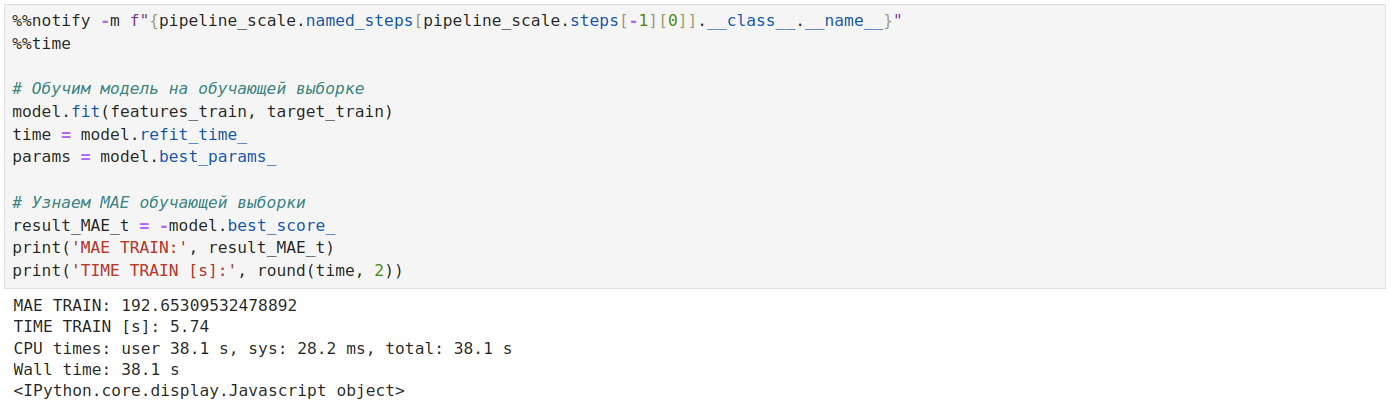 %%notify -m f"{pipeline_scale.named_steps[pipeline_scale.steps[-1][0]].__class__.__name__}"
%%time
# Обучим модель на обучающей выборке
model.fit(features_train, target_train)
time = model.refit_time_
params = model.best_params_
# Узнаем MAE обучающей выборки
result_MAE_t = -model.best_score_
print('MAE TRAIN:', result_MAE_t)
print('TIME TRAIN [s]:', round(time, 2))
MAE TRAIN: 192.65309532478892
TIME TRAIN [s]: 5.74
CPU times: user 38.1 s, sys: 28.2 ms, total: 38.1 s
Wall time: 38.1 s
<IPython.core.display.Javascript object>